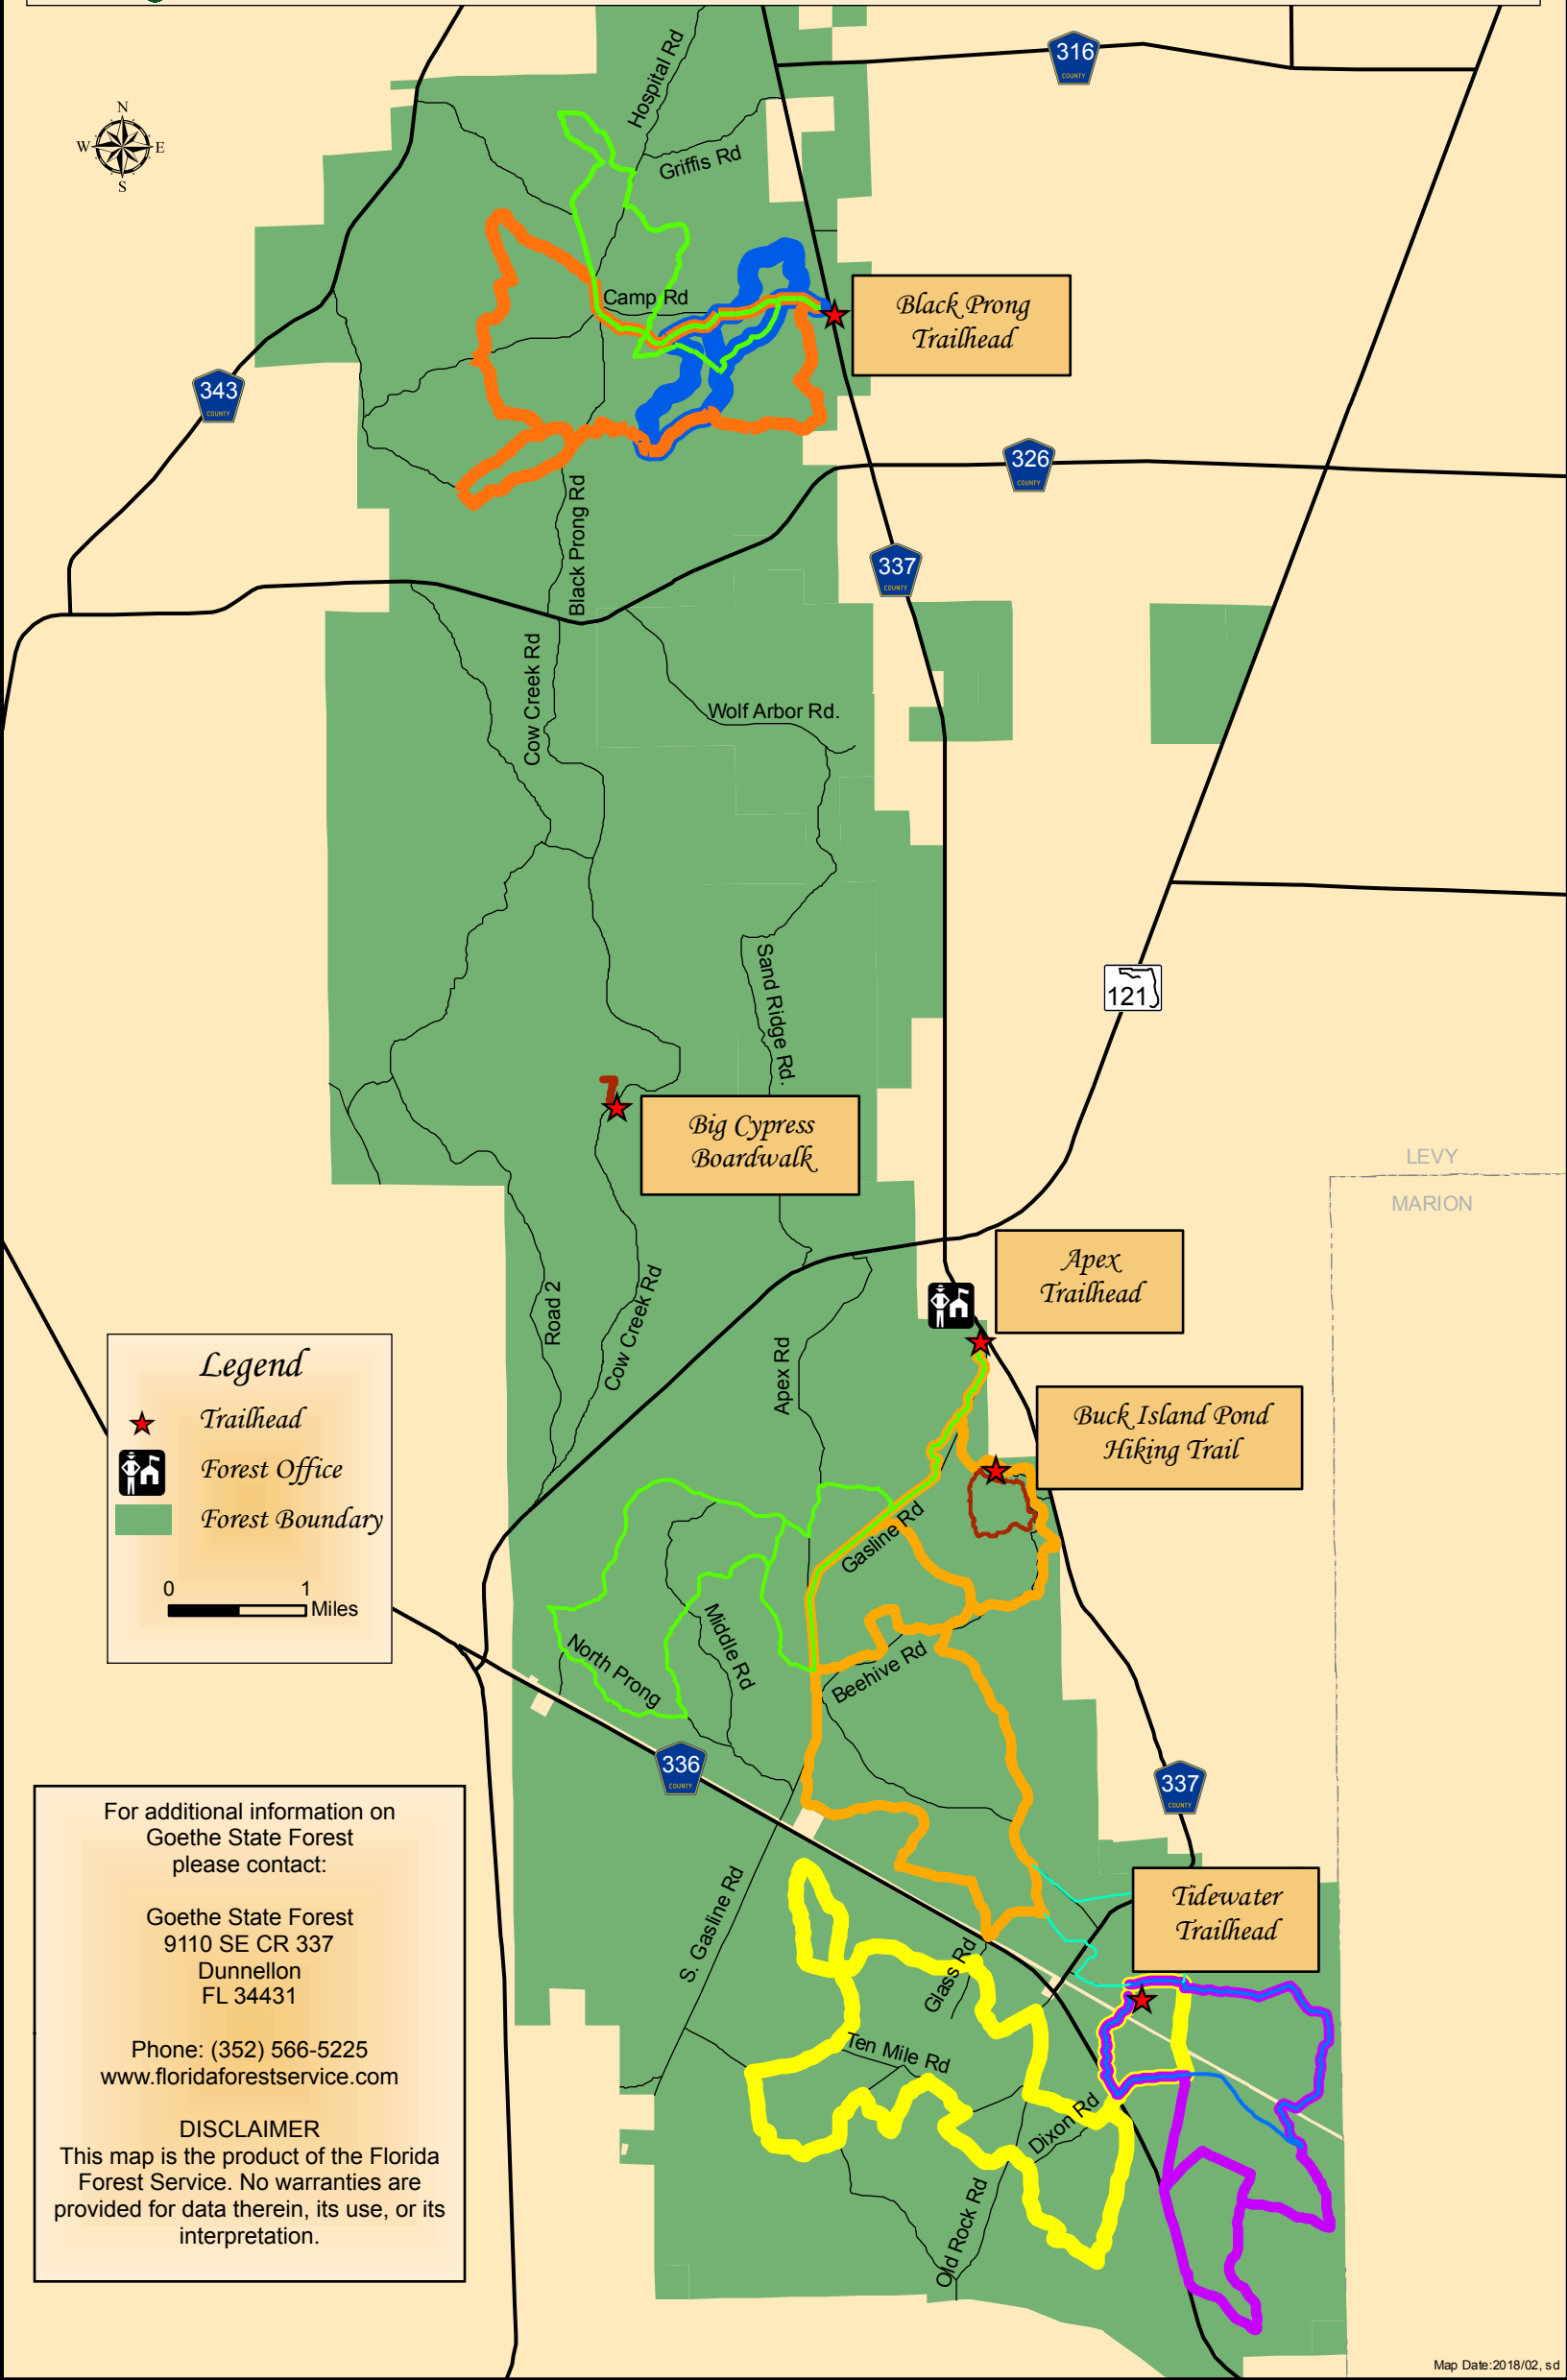 316
COUNTY
Hospital Rd
N
W E
S
Griffis Rd
Camp Rd
Black Prong
Trailhead
343
COUNTY
326
COUNTY
Black Prong Rd
337
COUNTY
Cow Creek Rd
Wolf Arbor Rd.
Sand Ridge Rd.
121
Big Cypress
Boardwalk
LEVY
MARION
Apex
Trailhead
Road 2
Cow Creek Rd
Apex Rd
Legend
Trailhead
Forest Office
Forest Boundary
0 1
Miles
Buck Island Pond
Hiking Trail
Gasline Rd
Middle Rd
North Prong
Beehive Rd
336
COUNTY
337
COUNTY
For additional information on
Goethe State Forest
please contact:
Goethe State Forest
9110 SE CR 337
Dunnellon
FL 34431
Phone: (352) 566-5225
www.floridaforestservice.com
DISCLAIMER
This map is the product of the Florida
Forest Service. No warranties are
provided for data therein, its use, or its
interpretation.
S. Gasline Rd
Tidewater
Trailhead
Glass Rd
Ten Mile Rd
Dixon Rd
Old Rock Rd
Map Date:2018/02, sd